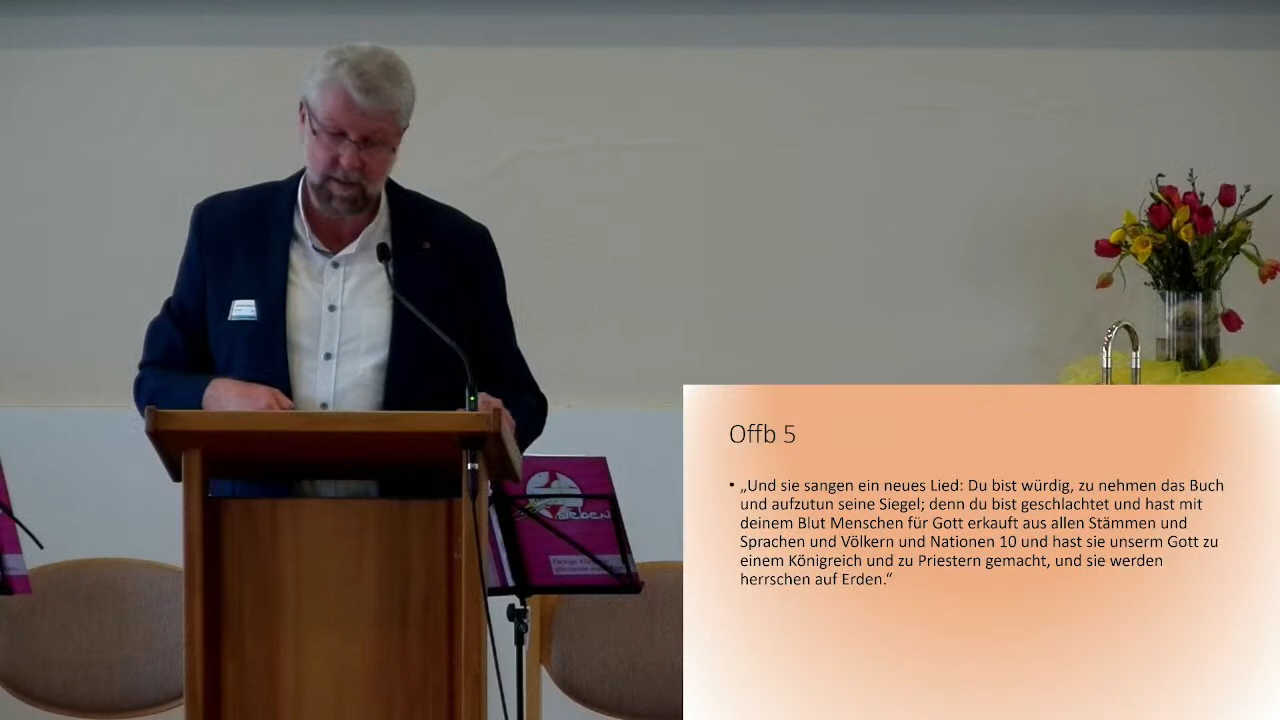 Offb 5
• „Und sie sangen ein neues Lied: Du bist würdig, zu nehmen das Buch
und aufzutun seine Siegel; denn du bist geschlachtet und hast mit
deinem Blut Menschen für Gott erkauft aus allen Stämmen und
Sprachen und Völkern und Nationen 10 und hast sie unserm Gott zu
einem Königreich und zu Priestern gemacht, und sie werden
herrschen auf Erden.“
sieben